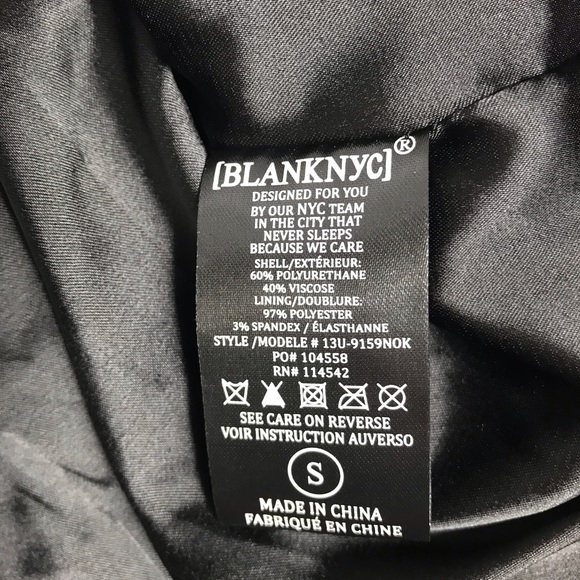 [BLANKNYC]®
DESIGNED FOR YOU
BY OUR NYC TEAM
IN THE CITY THAT
NEVER SLEEPS
BECAUSE WE CARE
SHELL/EXTÉRIEUR:
60% POLYURETHANE
40% VISCOSE
LINING/DOUBLURE:
97% POLYESTER
3% SPANDEX / ÉLASTHANNE
STYLE /MODELE # 13U-9159NOK
PO# 104558
RN# 114542
SEE CARE ON REVERSE
VOIR INSTRUCTION AUVERSO
S
MADE IN CHINA
FABRIQUÉ EN CHINE